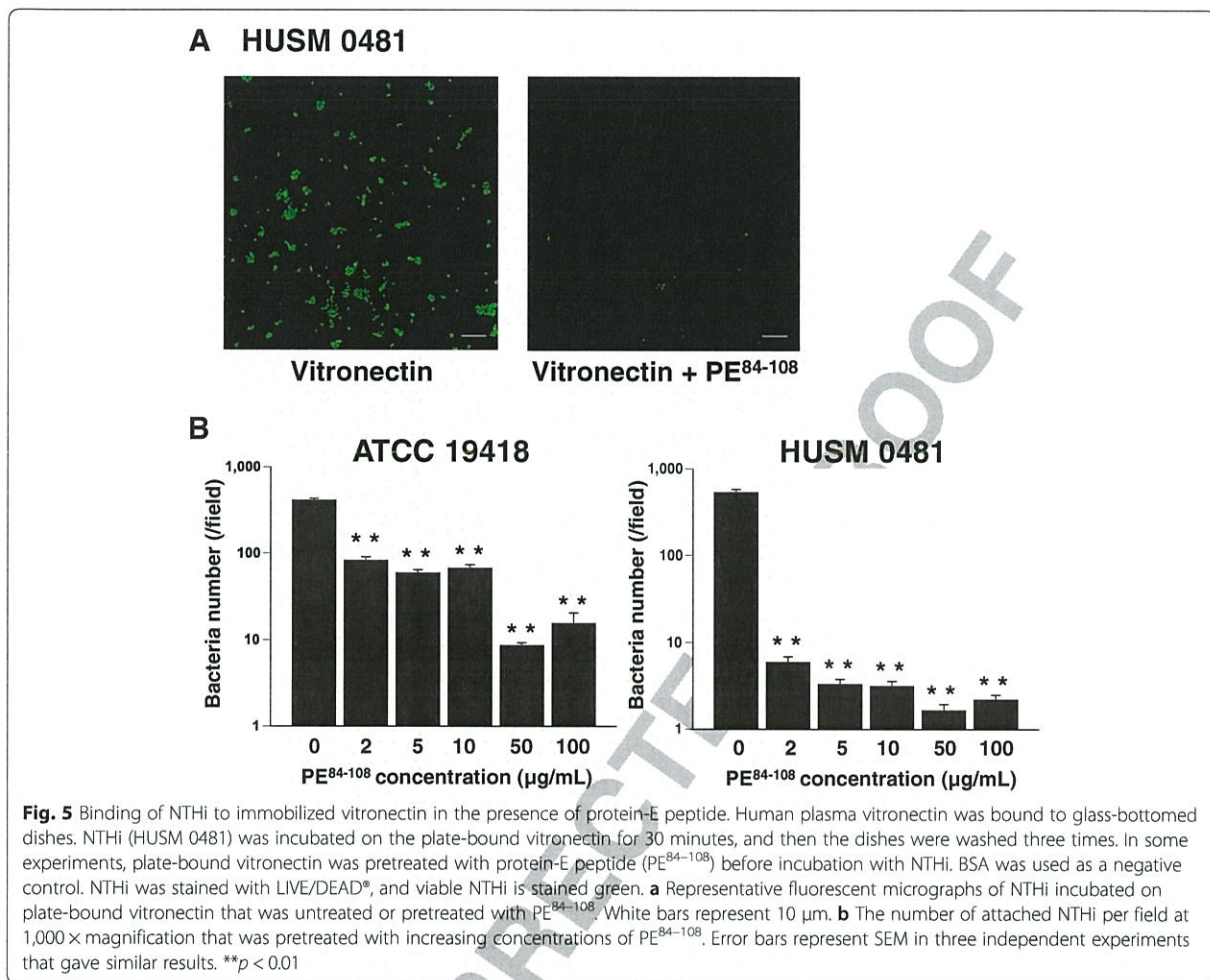 A HUSM 0481
Vitronectin
Vitronectin + PE84-108
B
ATCC 19418
Bacteria number (/field)
1,000
100
10
1
** ** ** ** **
0 2 5 10 50 100
PE84-108 concentration (µg/mL)
HUSM 0481
Bacteria number (/field)
1,000
100
10
1
** ** ** ** **
0 2 5 10 50 100
PE84-108 concentration (µg/mL)
Fig. 5 Binding of NTHi to immobilized vitronectin in the presence of protein-E peptide. Human plasma vitronectin was bound to glass-bottomed
dishes. NTHi (HUSM 0481) was incubated on the plate-bound vitronectin for 30 minutes, and then the dishes were washed three times. In some
experiments, plate-bound vitronectin was pretreated with protein-E peptide (PE84–108) before incubation with NTHi. BSA was used as a negative
control. NTHi was stained with LIVE/DEAD®, and viable NTHi is stained green. a Representative fluorescent micrographs of NTHi incubated on
plate-bound vitronectin that was untreated or pretreated with PE84–108. White bars represent 10 µm. b The number of attached NTHi per field at
1,000 × magnification that was pretreated with increasing concentrations of PE84–108. Error bars represent SEM in three independent experiments
that gave similar results. **p < 0.01